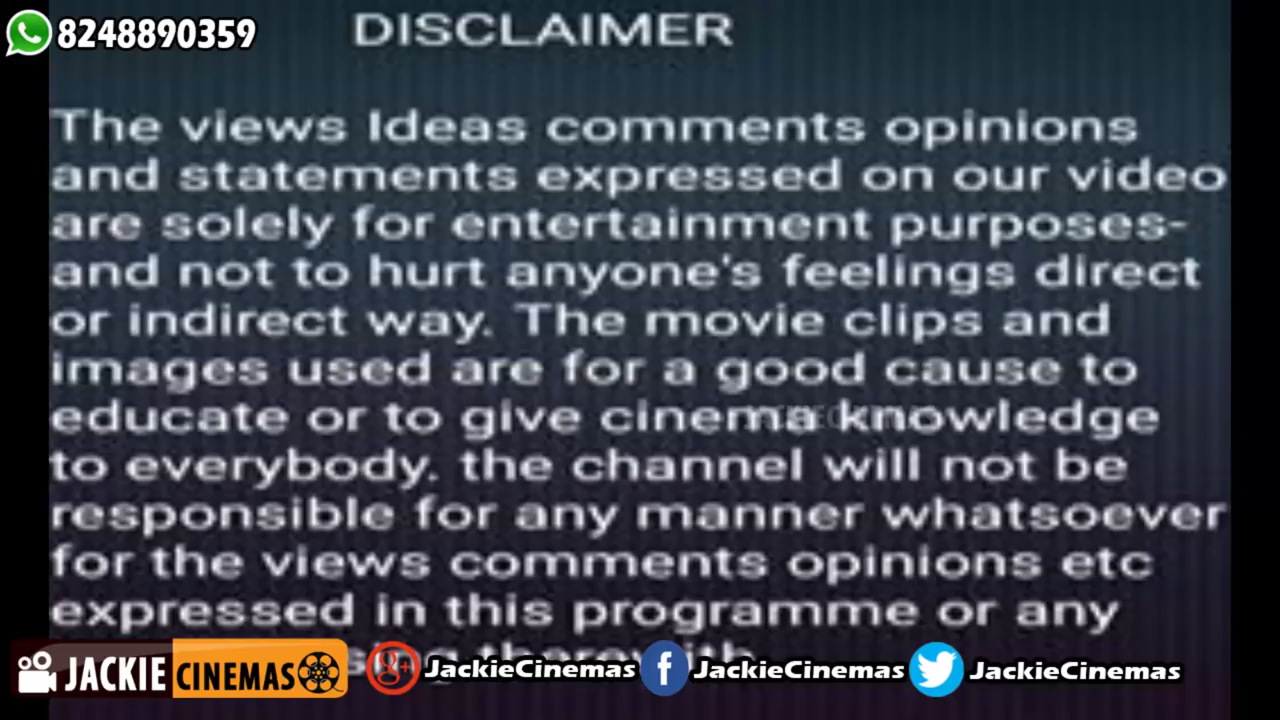 8248890359
DISCLAIMER
The views Ideas comments opinions
and statements expressed on our video
are solely for entertainment purposes-
and not to hurt anyone's feelings direct
or indirect way. The movie clips and
images used are for a good cause to
educate or to give cinema knowledge
to everybody. the channel will not be
responsible for any manner whatsoever
for the views comments opinions etc
expressed in this programme or any
JACKIE CINEMAS
JackieCinemas
JackieCinemas
JackieCinemas